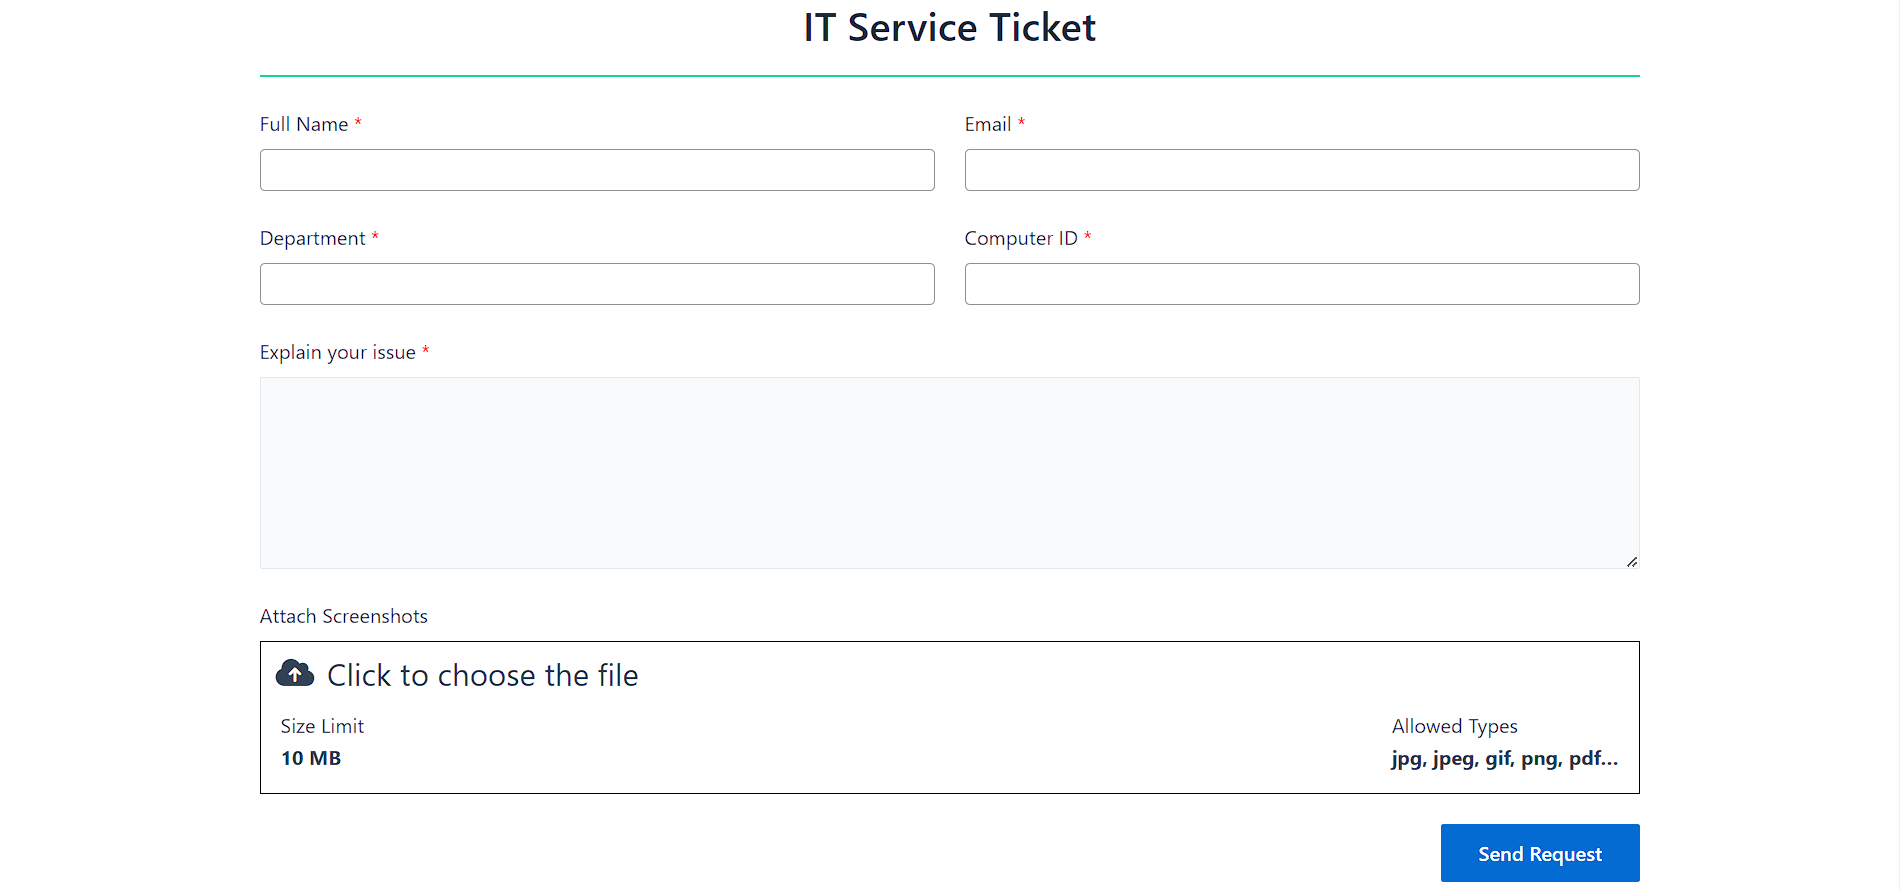 IT Service Ticket
Full Name *
Email *
Department *
Computer ID *
Explain your issue *
Attach Screenshots
Click to choose the file
Size Limit
Allowed Types
10 MB
jpg, jpeg, gif, png, pdf...
Send Request